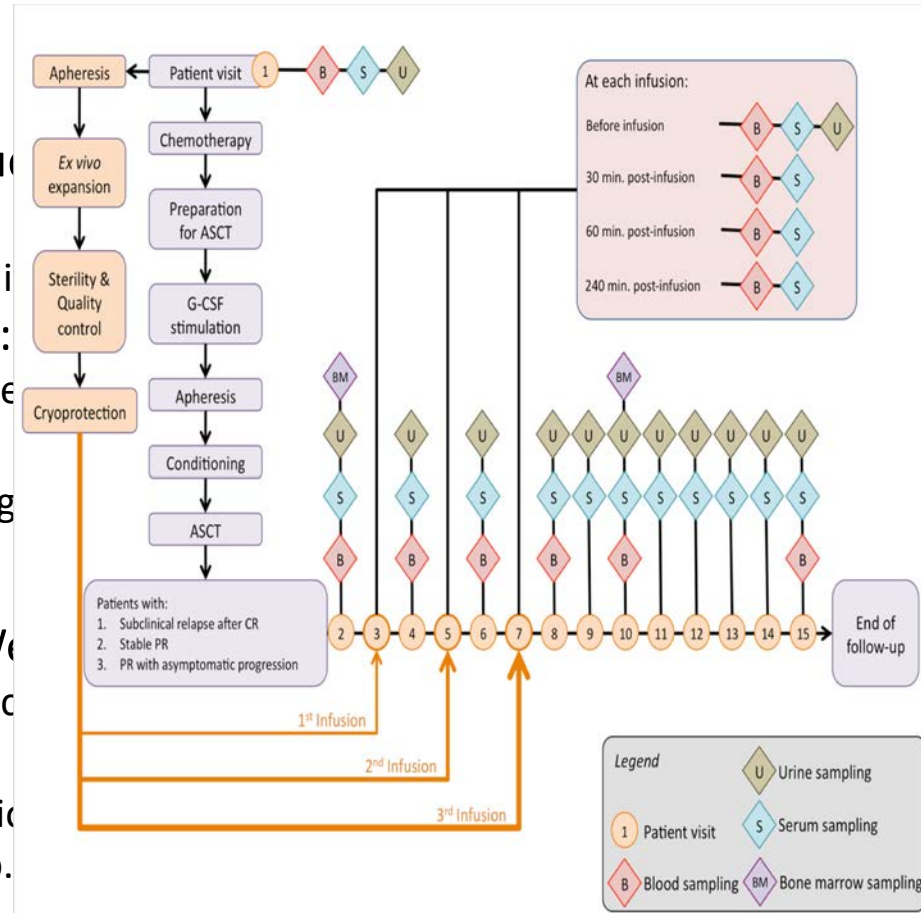 Apheresis
Patient visit
1
B
S
U
Ex vivo
expansion
Sterility &
Quality
control
Cryoprotection
Chemotherapy
Preparation
for ASCT
G-CSF
stimulation
Apheresis
Conditioning
ASCT
Patients with:
1. Subclinical relapse after CR
2. Stable PR
3. PR with asymptomatic progression
At each infusion:
Before infusion
B
S
U
30 min. post-infusion
B
S
60 min. post-infusion
B
S
240 min. post-infusion
B
S
BM
BM
U
U
U
U
U
U
U
U
U
U
U
S
S
S
S
S
S
S
S
S
S
S
B
B
B
B
B
B
2
3
4
5
6
7
8
9
10
11
12
13
14
15
End of
follow-up
1st Infusion
2nd Infusion
3rd Infusion
Legend
1 Patient visit
B Blood sampling
U Urine sampling
S Serum sampling
BM Bone marrow sampling